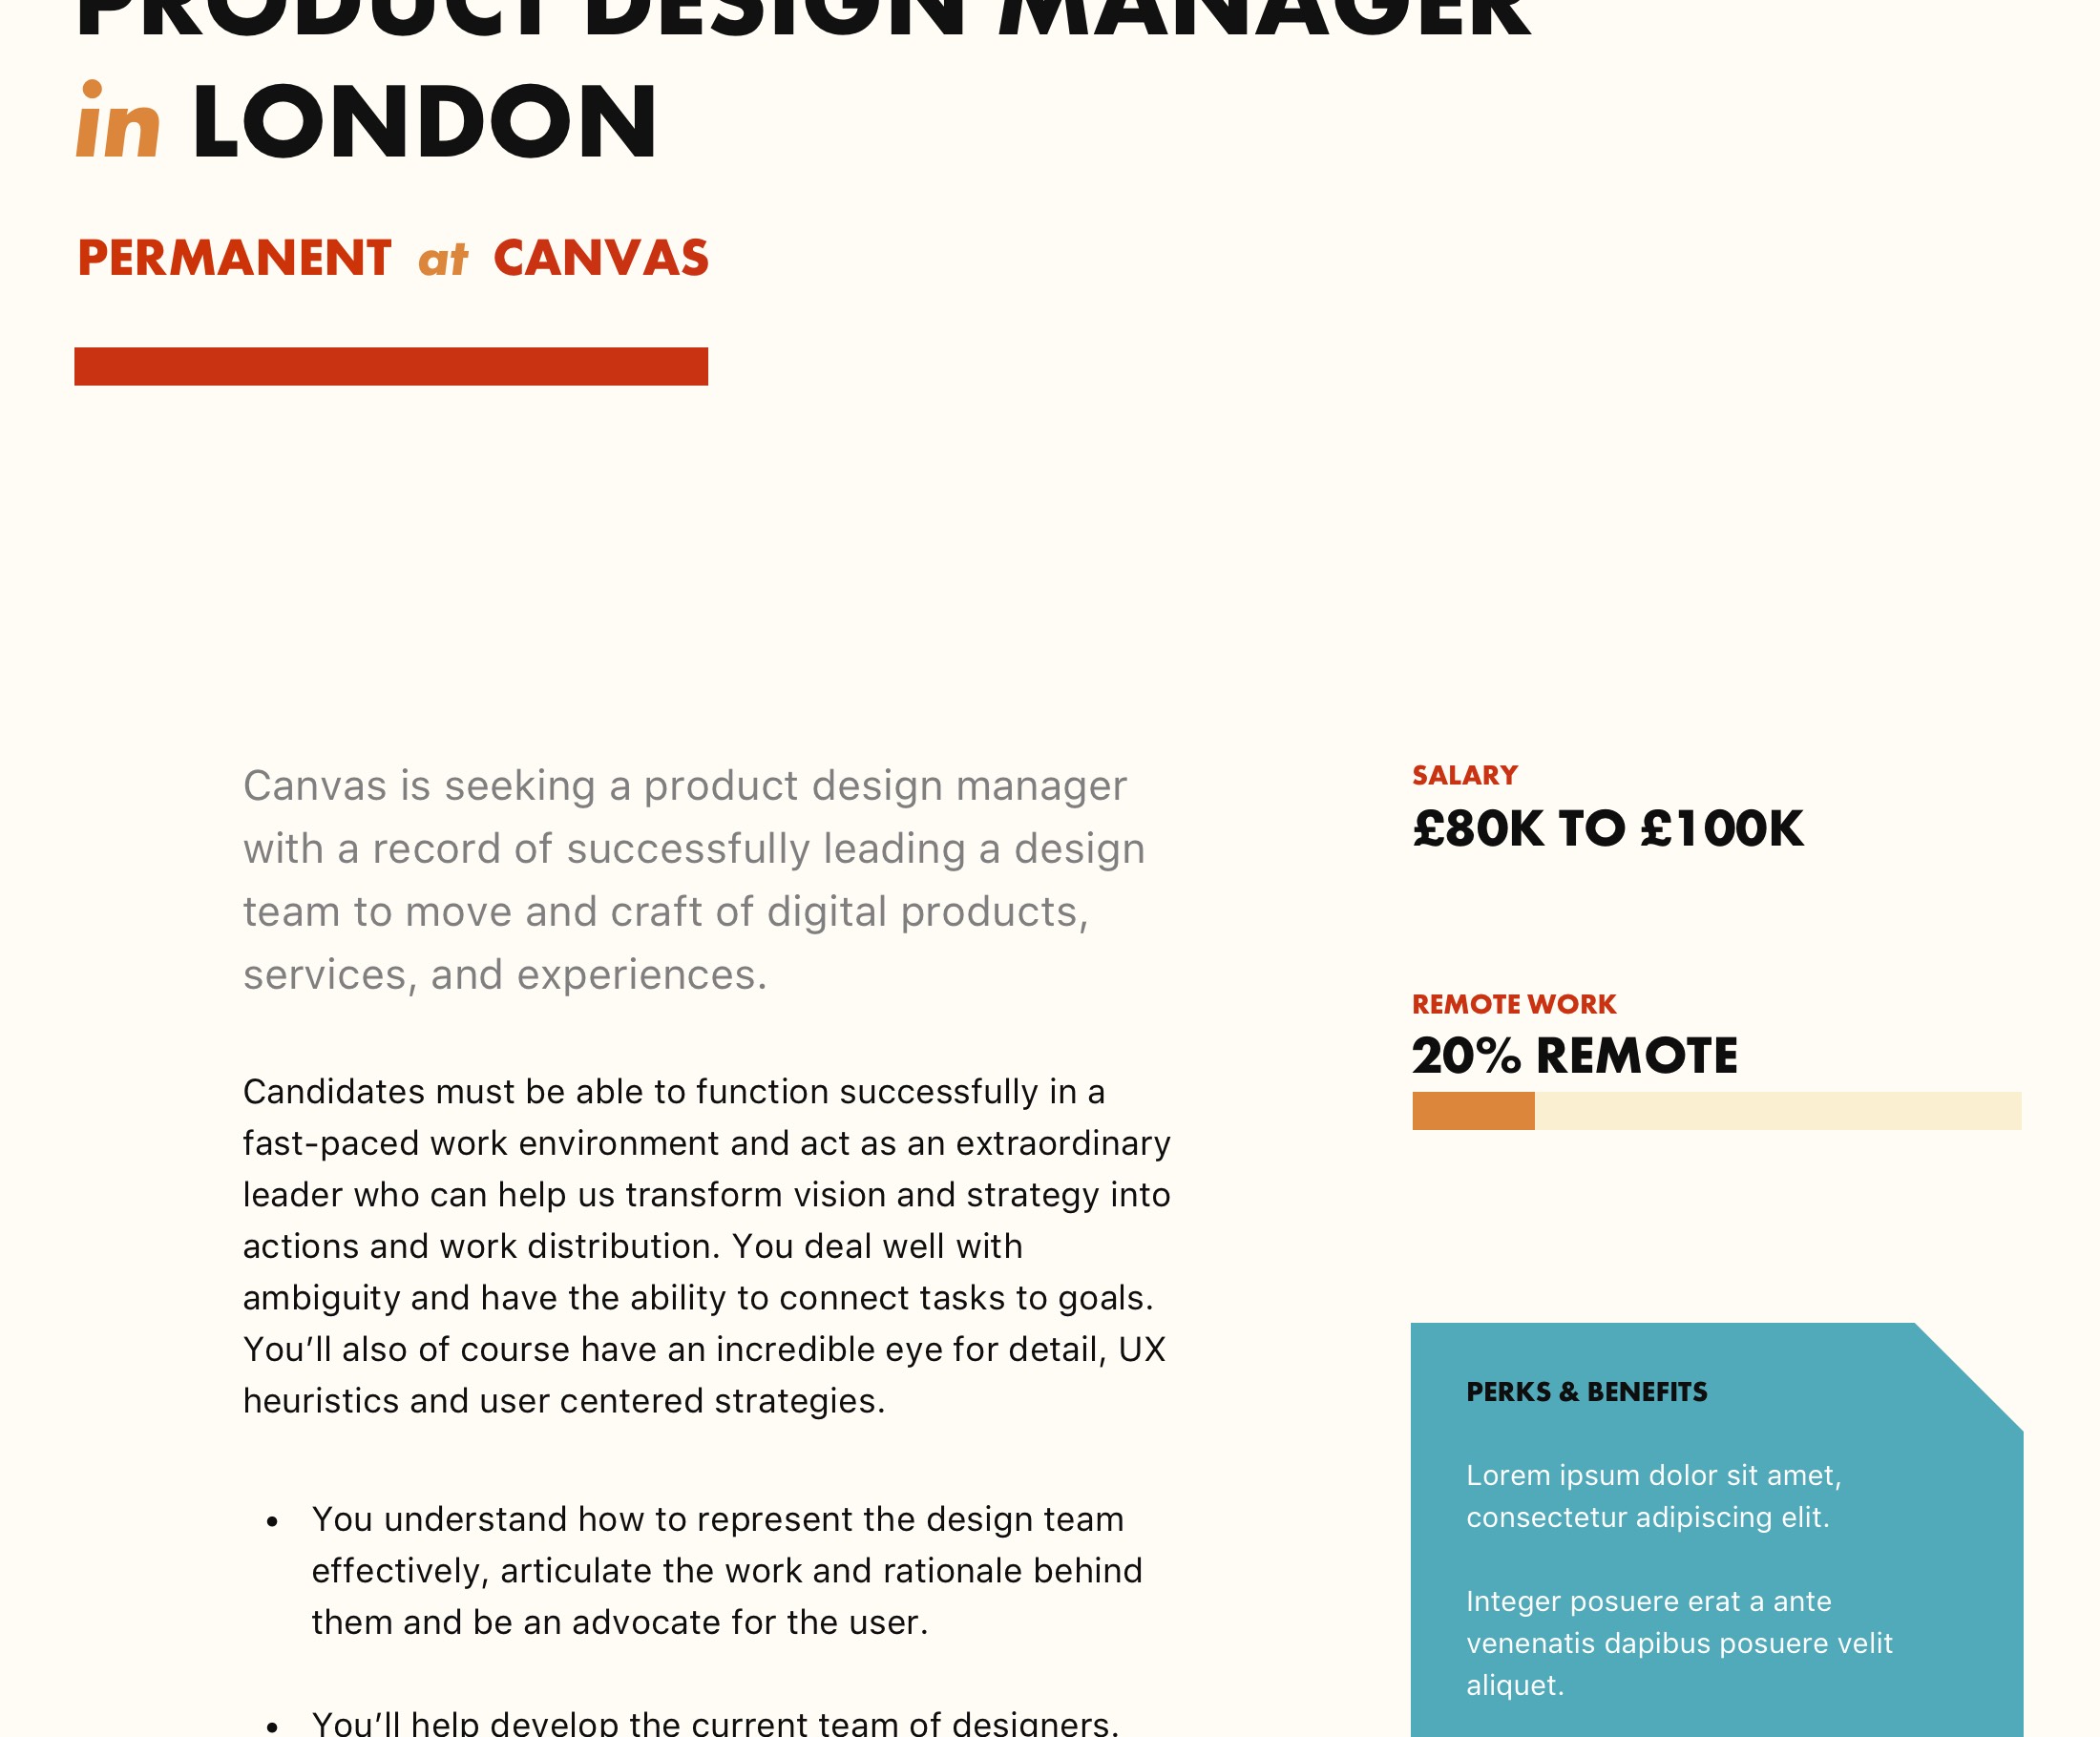 PRODUCT DESIGN MANAGER
in LONDON
PERMANENT at CANVAS
Canvas is seeking a product design manager
with a record of successfully leading a design
team to move and craft of digital products,
services, and experiences.
Candidates must be able to function successfully in a
fast-paced work environment and act as an extraordinary
leader who can help us transform vision and strategy into
actions and work distribution. You deal well with
ambiguity and have the ability to connect tasks to goals.
You’ll also of course have an incredible eye for detail, UX
heuristics and user centered strategies.
• You understand how to represent the design team
effectively, articulate the work and rationale behind
them and be an advocate for the user.
• You’ll help develop the current team of designers.
SALARY
£80K TO £100K
REMOTE WORK
20% REMOTE
PERKS & BENEFITS
Lorem ipsum dolor sit amet,
consectetur adipiscing elit.
Integer posuere erat a ante
venenatis dapibus posuere velit
aliquet.